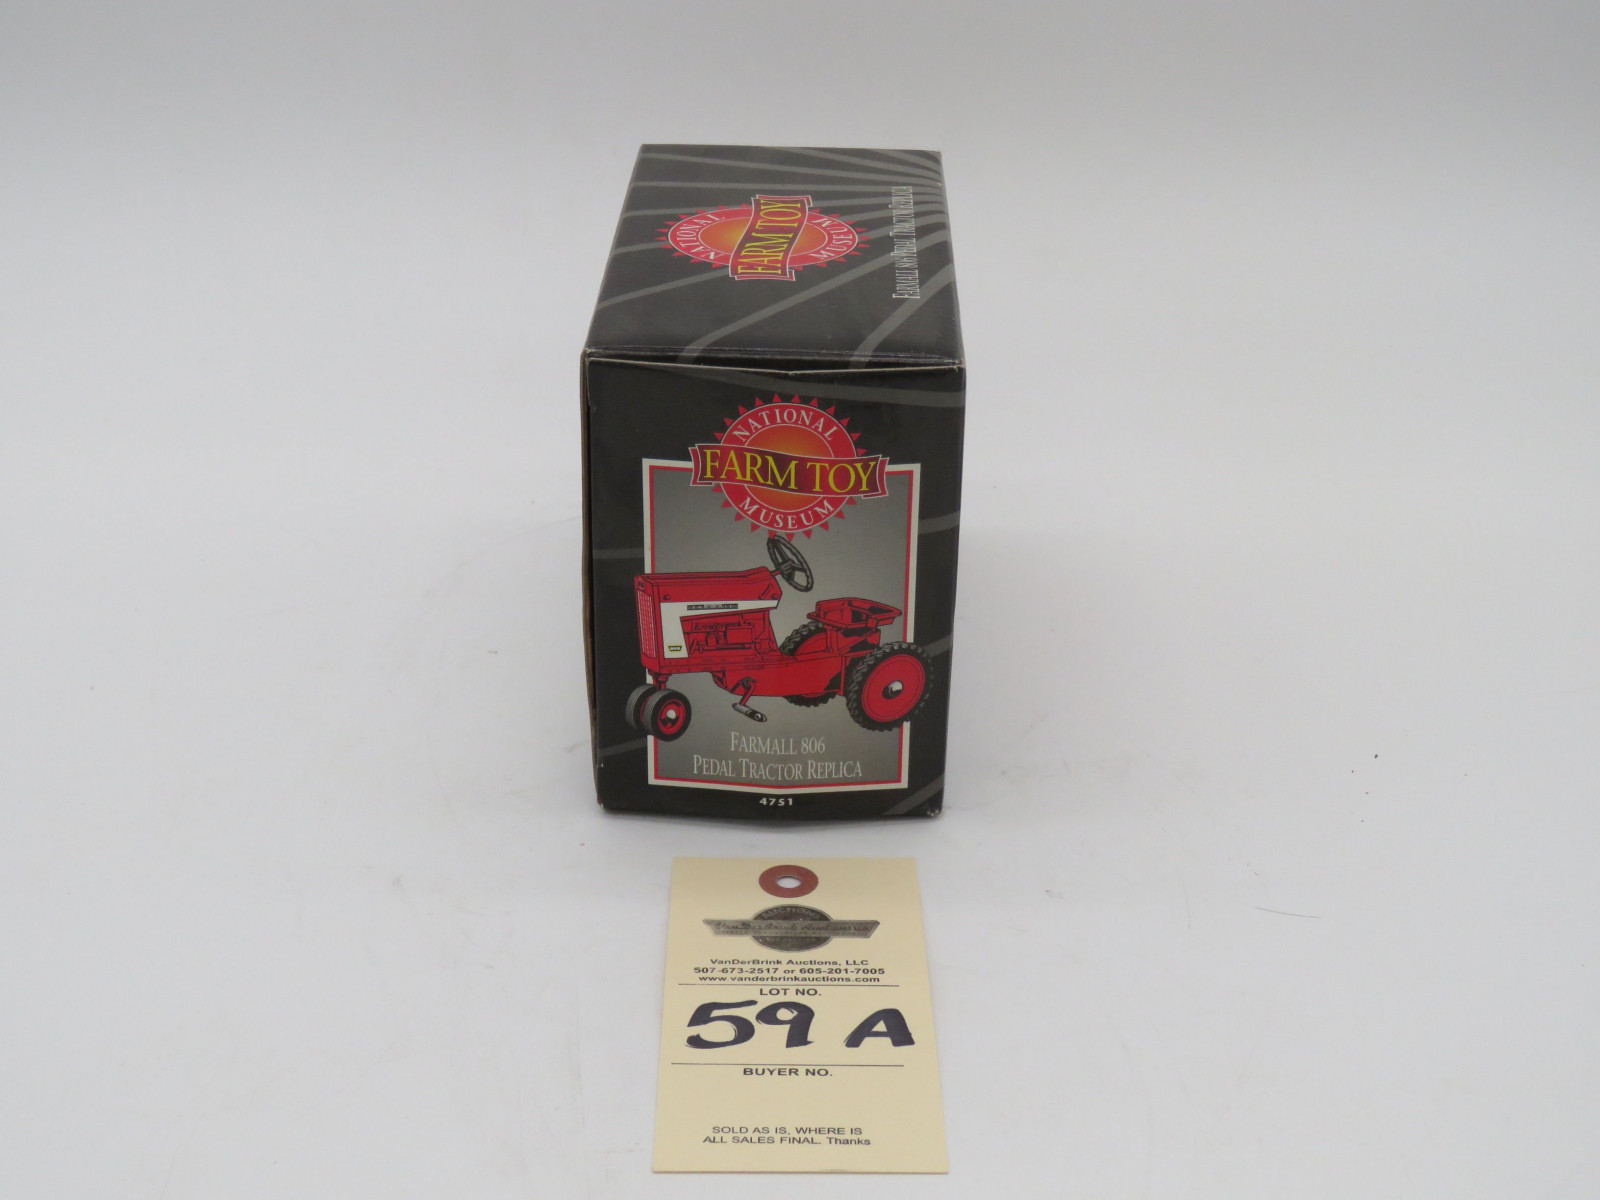 NATIONAL
FARM TOY
MUSEUM
FARMALL 806 PEDAL TRACTOR REPLICA
NATIONAL
FARM TOY
MUSEUM
FARMALL 806
PEDAL TRACTOR REPLICA
4751
VanDerBrink Auctions
VanDerBrink Auctions, LLC
507-673-2517 or 605-201-7005
www.vanderbrinkauctions.com
LOT NO.
59 A
BUYER NO.
SOLD AS IS, WHERE IS
ALL SALES FINAL. Thanks